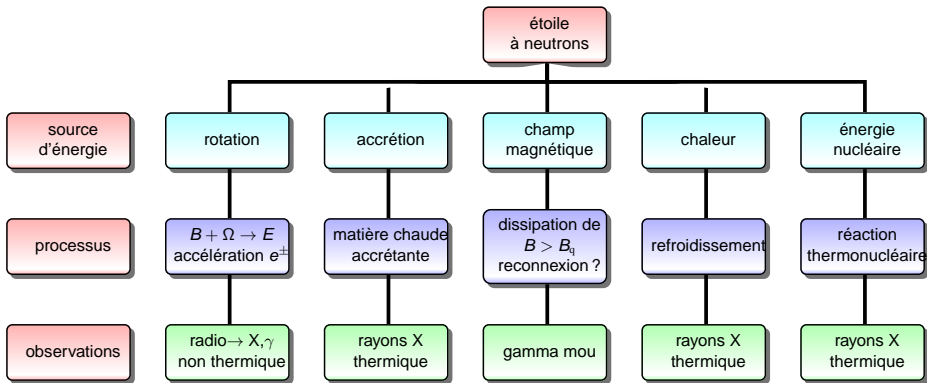 étoile
à neutrons
source
d'énergie
rotation
accrétion
champ
magnétique
chaleur
énergie
nucléaire
processus
B + Ω → E
accélération e±
matière chaude
accrétante
dissipation de
B > Bq
reconnexion ?
refroidissement
réaction
thermonucléaire
observations
radio→ X,γ
non thermique
rayons X
thermique
gamma mou
rayons X
thermique
rayons X
thermique